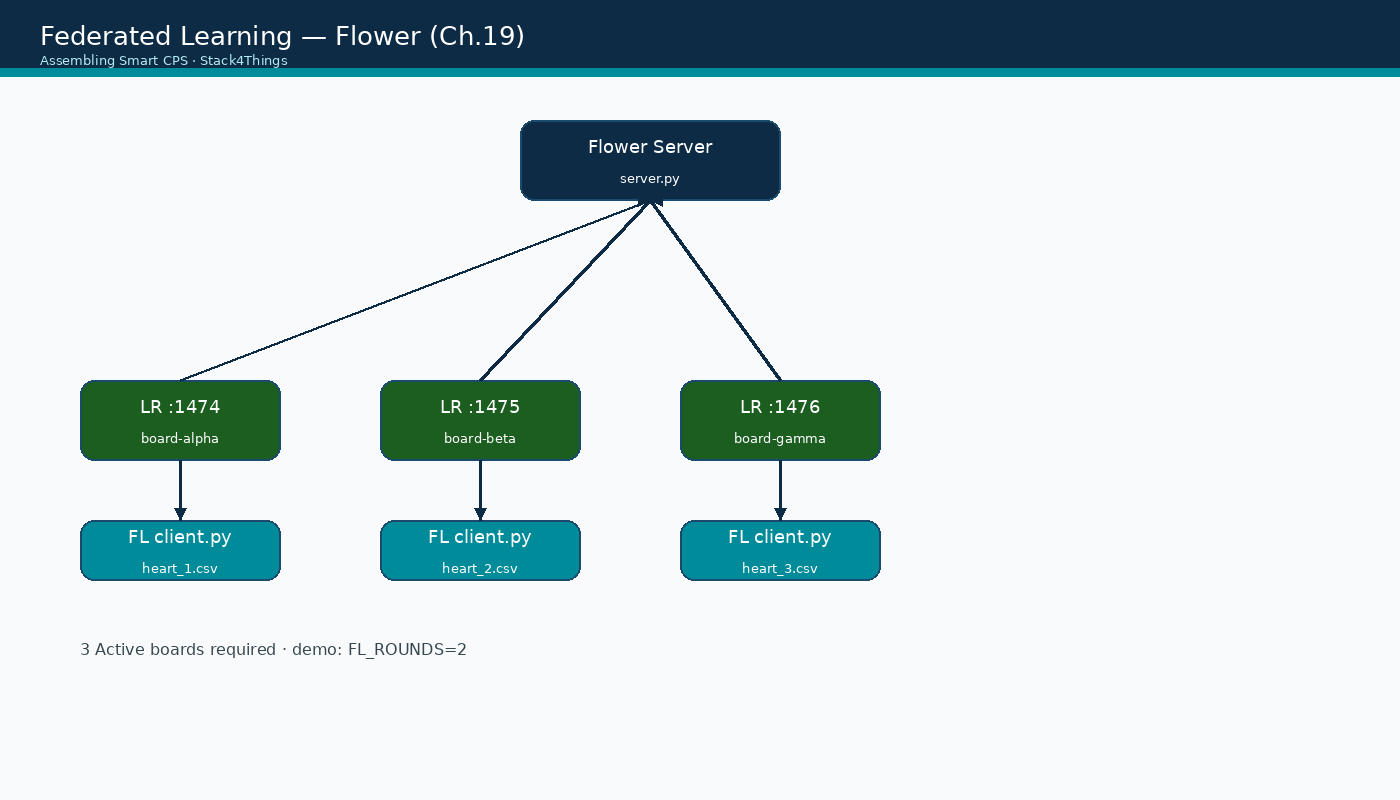 Federated Learning — Flower (Ch.19)
Assembling Smart CPS · Stack4Things
Flower Server
server.py
LR :1474
board-alpha
LR :1475
board-beta
LR :1476
board-gamma
FL client.py
heart_1.csv
FL client.py
heart_2.csv
FL client.py
heart_3.csv
3 Active boards required · demo: FL_ROUNDS=2